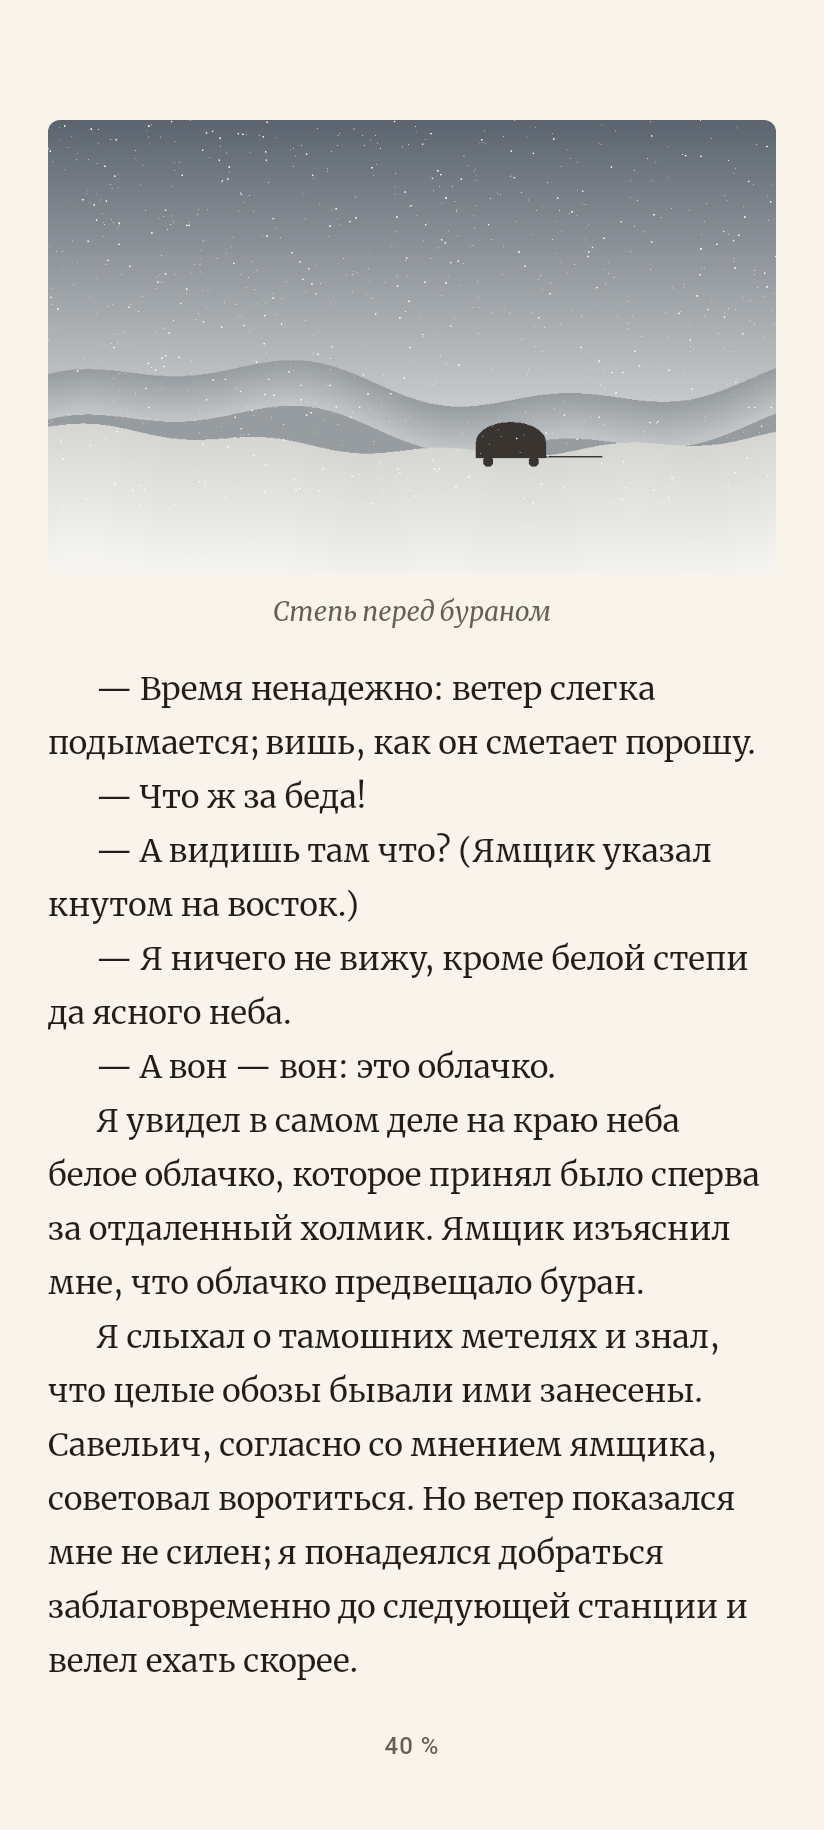 Степь перед бураном
— Время ненадежно: ветер слегка
подымается; вишь, как он сметает порошу.
— Что ж за беда!
— А видишь там что? (Ямщик указал
кнутом на восток.)
— Я ничего не вижу, кроме белой степи
да ясного неба.
— А вон — вон: это облачко.
Я увидел в самом деле на краю неба
белое облачко, которое принял было сперва
за отдаленный холмик. Ямщик изъяснил
мне, что облачко предвещало буран.
Я слыхал о тамошних метелях и знал,
что целые обозы бывали ими занесены.
Савельич, согласно со мнением ямщика,
советовал воротиться. Но ветер показался
мне не силен; я понадеялся добраться
заблаговременно до следующей станции и
велел ехать скорее.
40 %